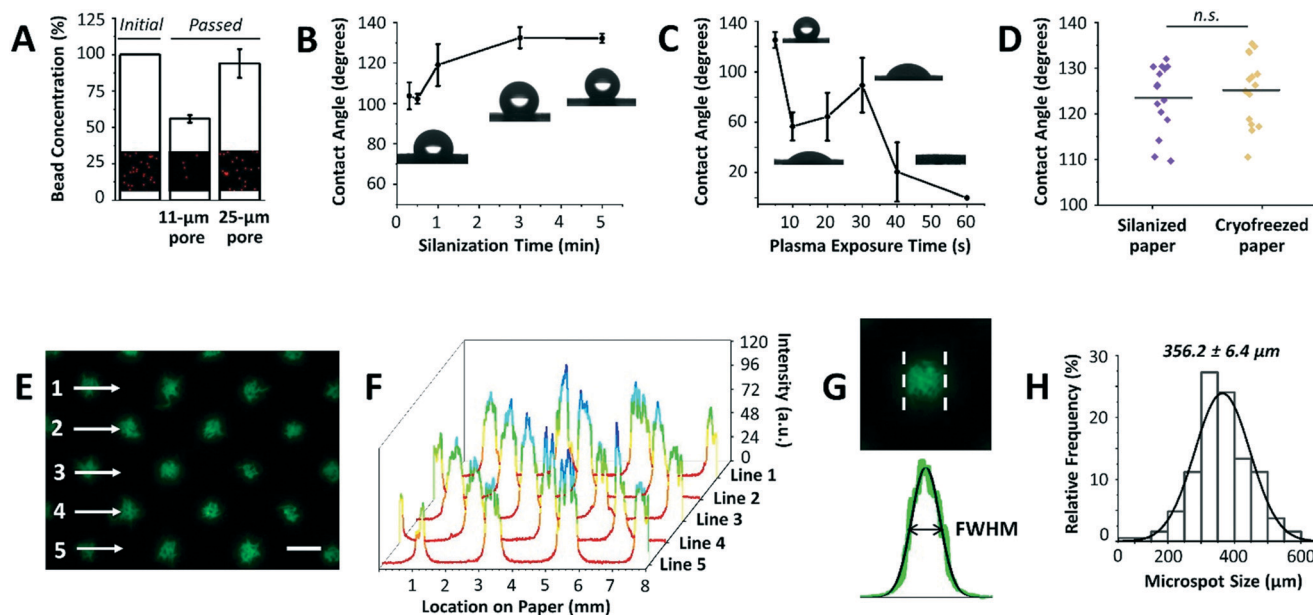 A
Initial
Passed
Bead Concentration (%)
125
100
75
50
25
0
11-µm pore
25-µm pore
B
Contact Angle (degrees)
140
120
100
80
60
0
1
2
3
4
5
Silanization Time (min)
C
Contact Angle (degrees)
140
100
60
20
10
20
30
40
50
60
Plasma Exposure Time (s)
D
n.s.
Contact Angle (degrees)
140
130
120
110
100
Silanized paper
Cryofreezed paper
E
1
2
3
4
5
F
Intensity (a.u.)
120
96
72
48
24
0
Line 1
Line 2
Line 3
Line 4
Line 5
1
2
3
4
5
6
7
8
Location on Paper (mm)
G
FWHM
H
356.2 ± 6.4 µm
Relative Frequency (%)
30
20
10
0
0
200
400
600
Microspot Size (µm)